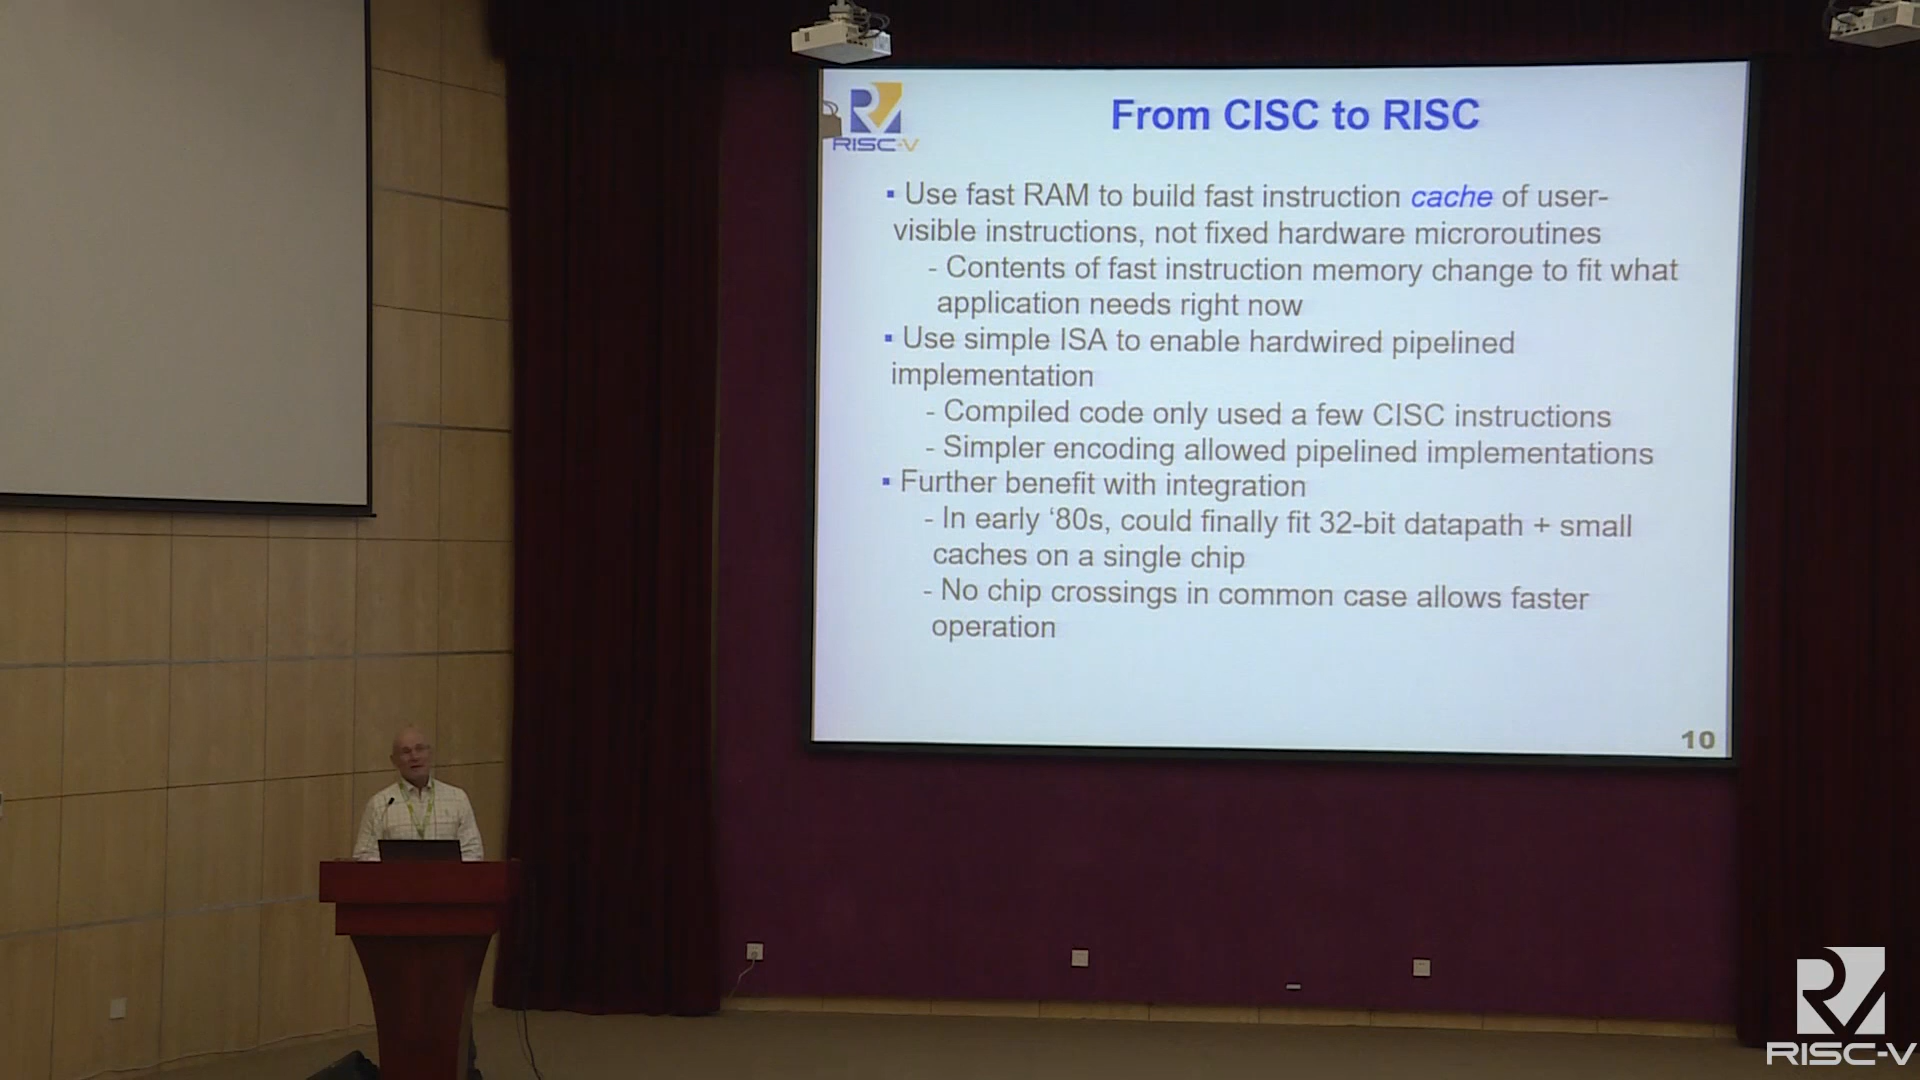 RISC-V
From CISC to RISC
▪ Use fast RAM to build fast instruction cache of user-
visible instructions, not fixed hardware microroutines
- Contents of fast instruction memory change to fit what
application needs right now
▪ Use simple ISA to enable hardwired pipelined
implementation
- Compiled code only used a few CISC instructions
- Simpler encoding allowed pipelined implementations
▪ Further benefit with integration
- In early ‘80s, could finally fit 32-bit datapath + small
caches on a single chip
- No chip crossings in common case allows faster
operation
10
RISC-V